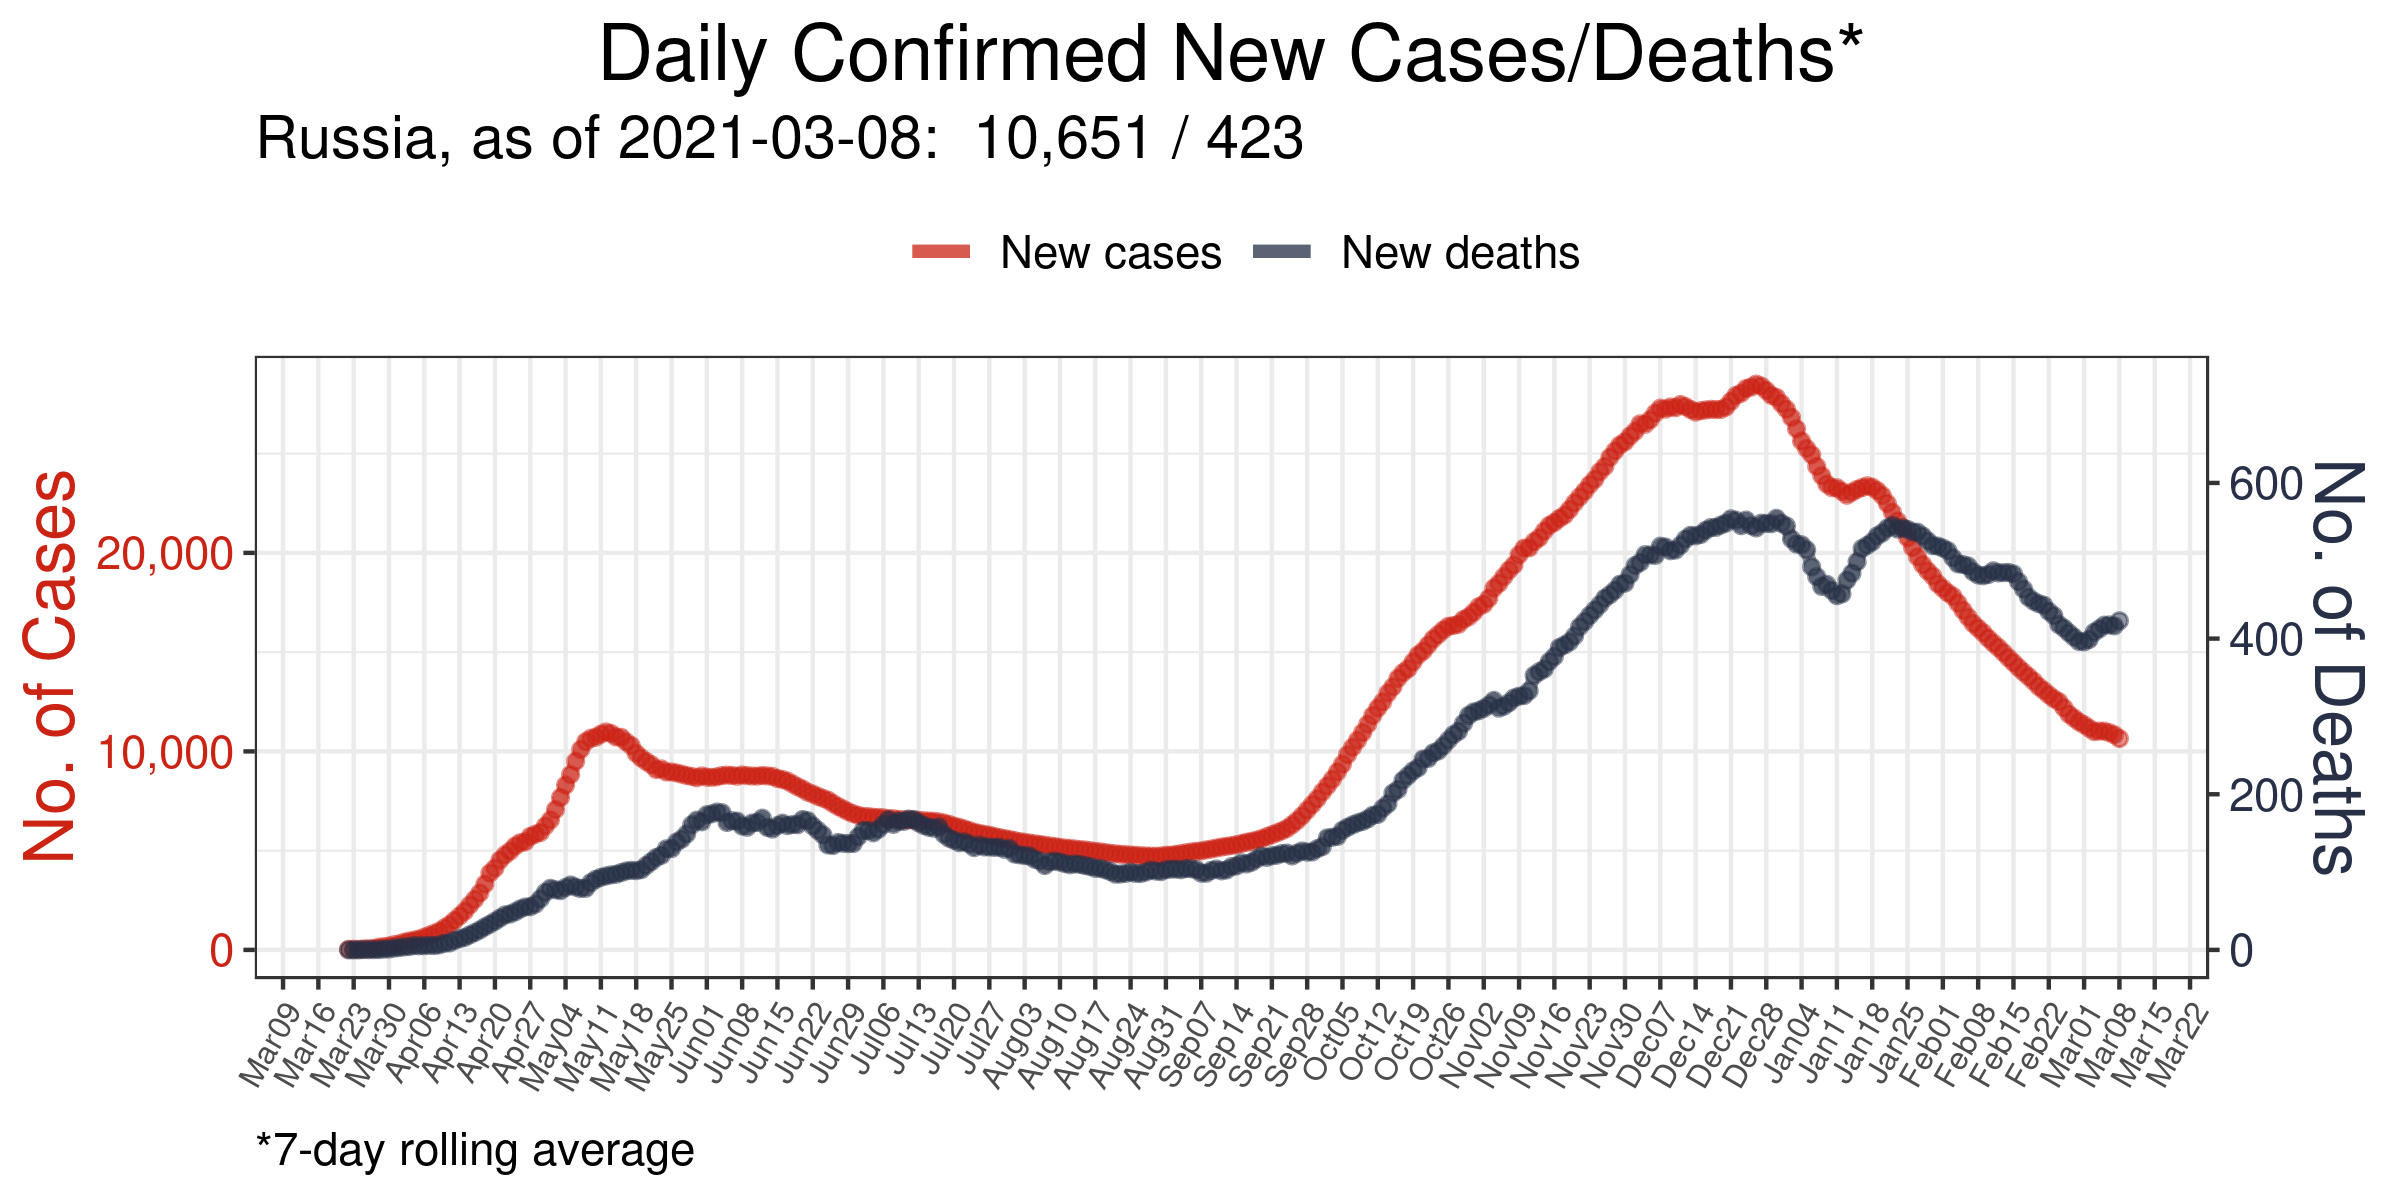 Daily Confirmed New Cases/Deaths*
Russia, as of 2021-03-08:  10,651 / 423
New cases
New deaths
No. of Cases
20,000
10,000
0
600
400
200
0
No. of Deaths
Mar09
Mar16
Mar23
Mar30
Apr06
Apr13
Apr20
Apr27
May04
May11
May18
May25
Jun01
Jun08
Jun15
Jun22
Jun29
Jul06
Jul13
Jul20
Jul27
Aug03
Aug10
Aug17
Aug24
Aug31
Sep07
Sep14
Sep21
Sep28
Oct05
Oct12
Oct19
Oct26
Nov02
Nov09
Nov16
Nov23
Nov30
Dec07
Dec14
Dec21
Dec28
Jan04
Jan11
Jan18
Jan25
Feb01
Feb08
Feb15
Feb22
Mar01
Mar08
Mar15
Mar22
*7-day rolling average